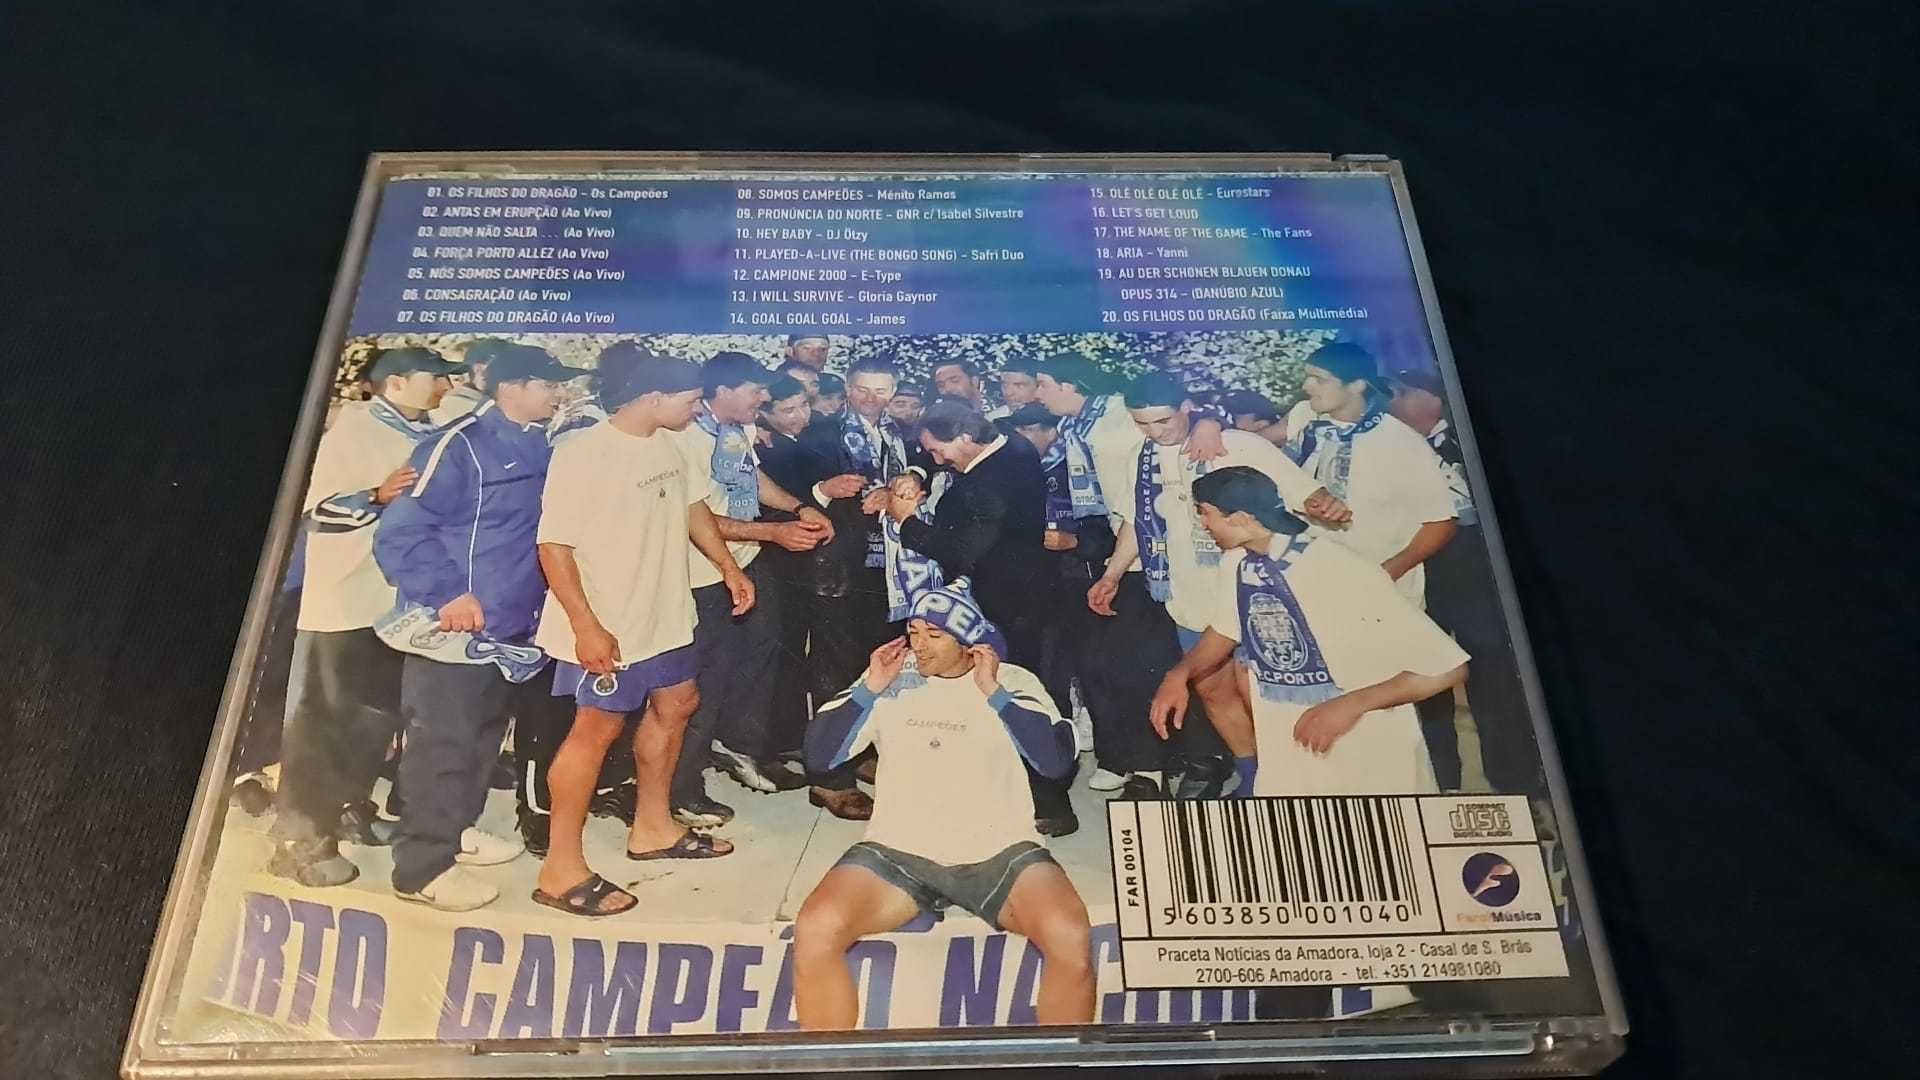 01. OS FILHOS DO DRAGÃO - Os Campeões
02. ANTAS EM ERUPÇÃO (Ao Vivo)
03. QUEM NÃO SALTA ... (Ao Vivo)
04. FORÇA PORTO ALLEZ (Ao Vivo)
05. NÓS SOMOS CAMPEÕES (Ao Vivo)
06. CONSAGRAÇÃO (Ao Vivo)
07. OS FILHOS DO DRAGÃO (Ao Vivo)
08. SOMOS CAMPEÕES - Ménito Ramos
09. PRONÚNCIA DO NORTE - GNR c/ Isabel Silvestre
10. HEY BABY - DJ Ötzy
11. PLAYED-A-LIVE (THE BONGO SONG) - Safri Duo
12. CAMPIONE 2000 - E-Type
13. I WILL SURVIVE - Gloria Gaynor
14. GOAL GOAL GOAL - James
15. OLÉ OLÉ OLÉ OLÉ - Eurostars
16. LET'S GET LOUD
17. THE NAME OF THE GAME - The Fans
18. ARIA - Yanni
19. AU DER SCHONEN BLAUEN DONAU
OPUS 314 - (DANÚBIO AZUL)
20. OS FILHOS DO DRAGÃO (Faixa Multimédia)
CAMPEÕES
2003
PORTO
CAMPEÕES
F.C.PORTO
RTO CAMPEÃO
FAR 00104
5 603850 001040
COMPACT
disc
DIGITAL AUDIO
Farol Música
Praceta Notícias da Amadora, loja 2 - Casal de S. Brás
2700-606 Amadora - tel: +351 214981080